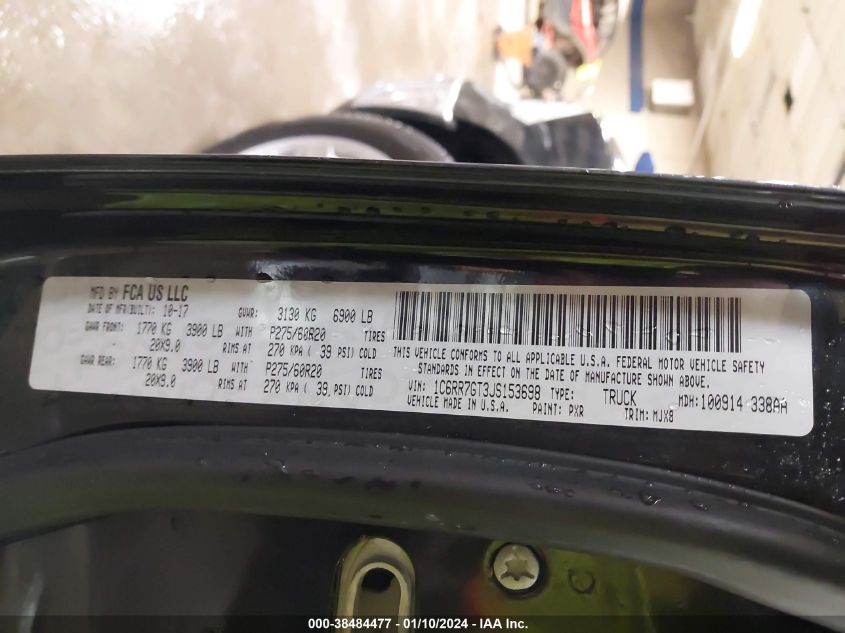 MFD BY FCA US LLC
DATE OF MFR(BUILT): 10-17 GVWR: 3130 KG 6900 LB
GAWR FRONT: 1770 KG 3900 LB WITH P275/60R20 TIRES
20X9.0 RIMS AT 270 KPA ( 39 PSI) COLD
GAWR REAR: 1770 KG 3900 LB WITH P275/60R20 TIRES
20X9.0 RIMS AT 270 KPA ( 39 PSI) COLD
THIS VEHICLE CONFORMS TO ALL APPLICABLE U.S.A. FEDERAL MOTOR VEHICLE SAFETY
STANDARDS IN EFFECT ON THE DATE OF MANUFACTURE SHOWN ABOVE.
VIN: 1C6RR7GT3JS153698 TYPE: TRUCK MDH: 100914 338AA
VEHICLE MADE IN U.S.A. PAINT: PXR TRIM: MJX8
000-38484477 - 01/10/2024 - IAA Inc.